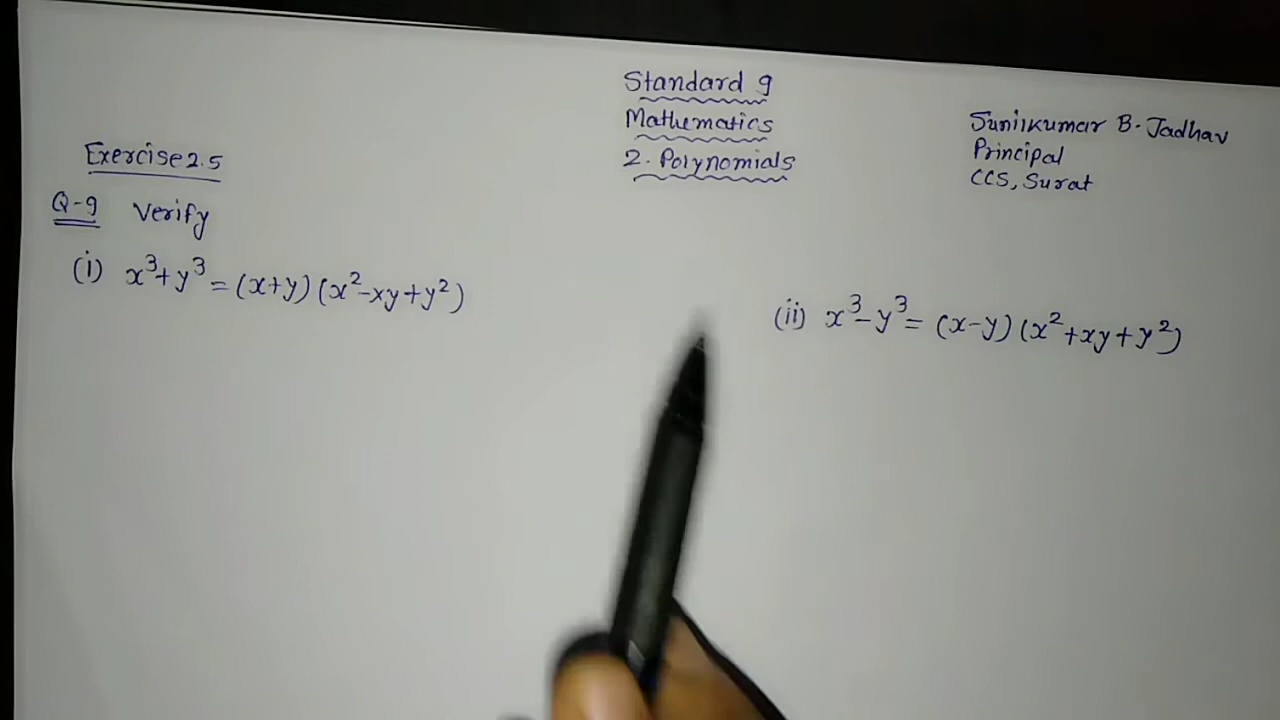 Standard 9
Mathematics
2. Polynomials
Sunilkumar B. Jadhav
Principal
CCS, Surat
Exercise 2.5
Q-9 Verify
(i) x³+y³=(x+y)(x²-xy+y²)
(ii) x³-y³=(x-y)(x²+xy+y²)